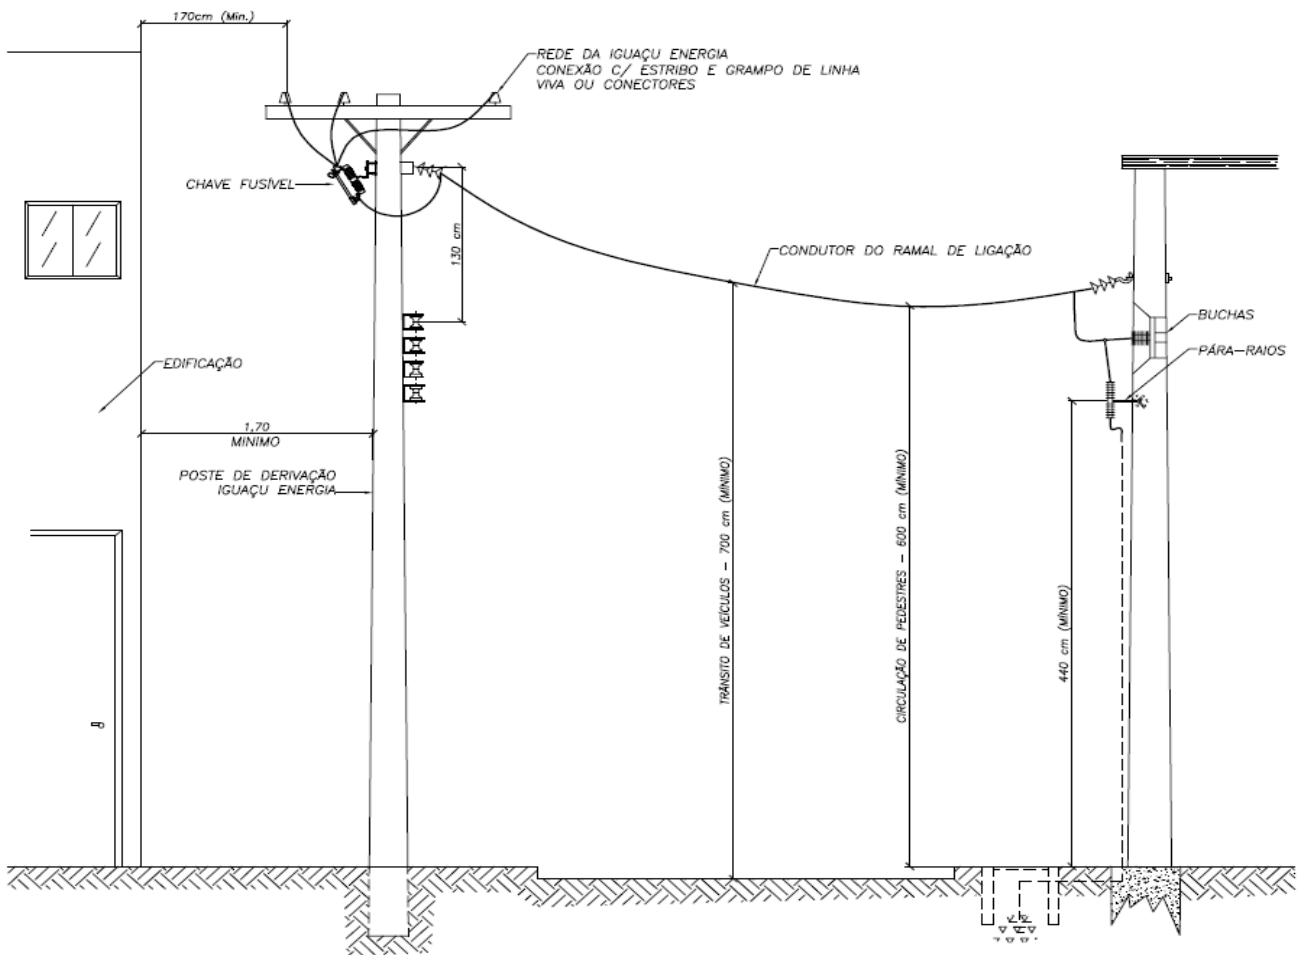 170cm (Min.)
REDE DA IGUAÇU ENERGIA
CONEXÃO C/ ESTRIBO E GRAMPO DE LINHA
VIVA OU CONECTORES
CHAVE FUSÍVEL
130 cm
CONDUTOR DO RAMAL DE LIGAÇÃO
BUCHAS
PÁRA-RAIOS
EDIFICAÇÃO
1,70
MINIMO
POSTE DE DERIVAÇÃO
IGUAÇU ENERGIA
TRÂNSITO DE VEÍCULOS - 700 cm (MÍNIMO)
CIRCULAÇÃO DE PEDESTRES - 600 cm (MÍNIMO)
440 cm (MÍNIMO)